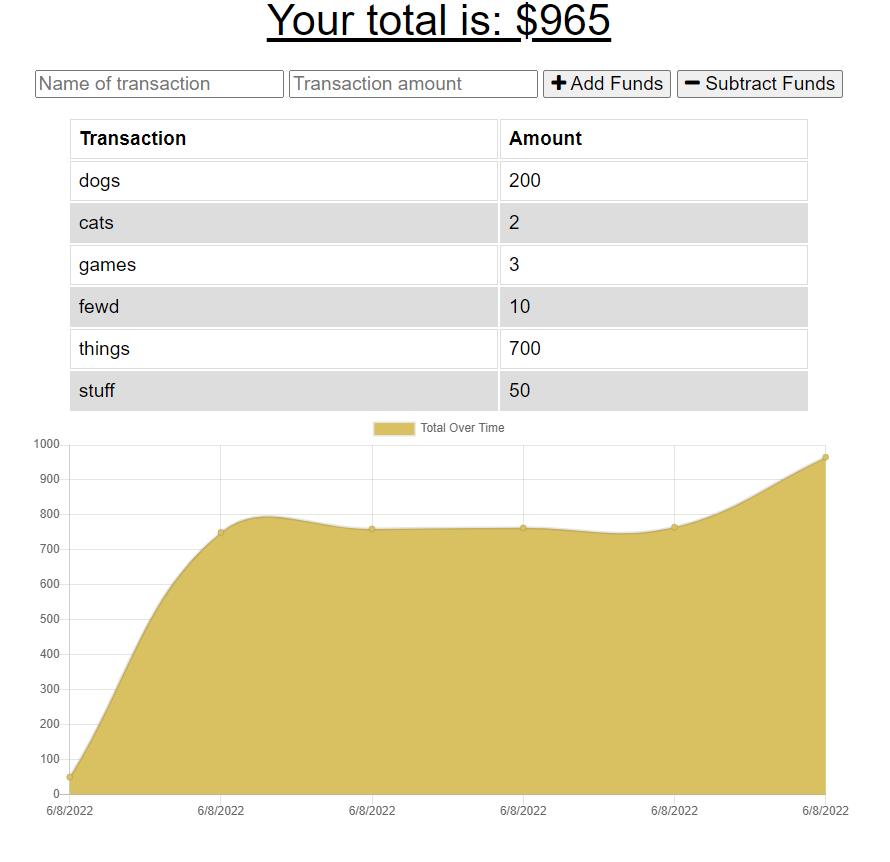 Your total is: $965
Name of transaction Transaction amount + Add Funds − Subtract Funds
Transaction Amount
dogs 200
cats 2
games 3
fewd 10
things 700
stuff 50
Total Over Time
1000
900
800
700
600
500
400
300
200
100
0
6/8/2022 6/8/2022 6/8/2022 6/8/2022 6/8/2022 6/8/2022